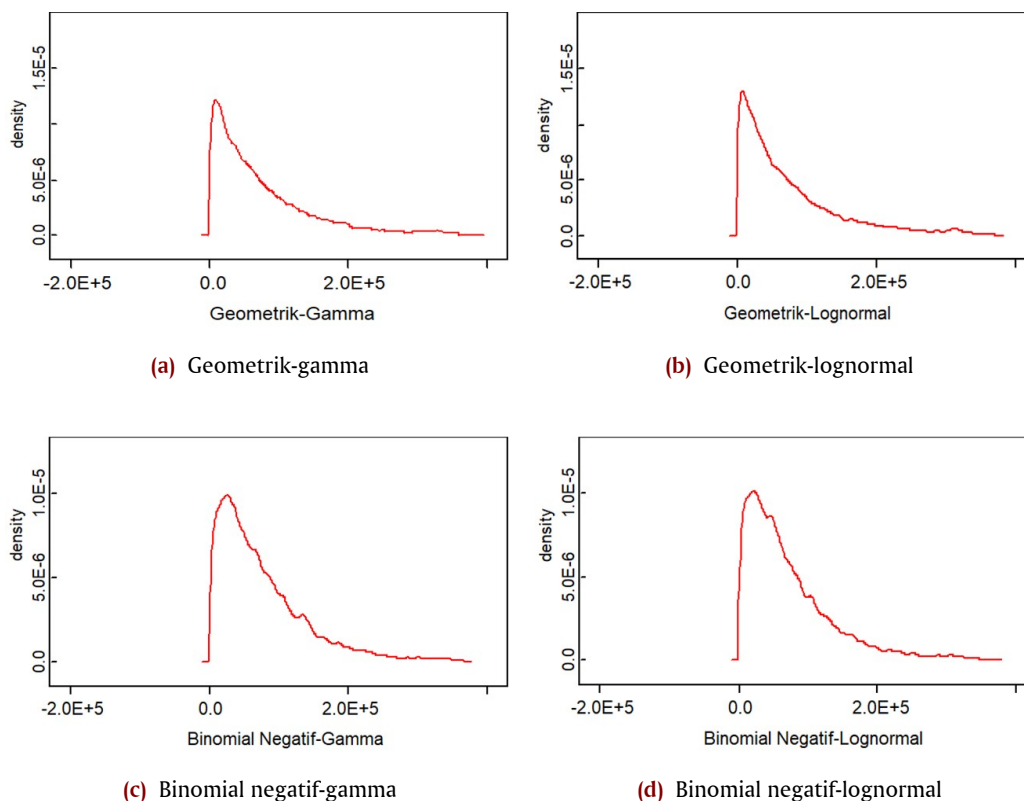 density
1.5E-5
5.0E-6
0.0
-2.0E+5 0.0 2.0E+5
Geometrik-Gamma
(a) Geometrik-gamma
density
1.5E-5
5.0E-6
0.0
-2.0E+5 0.0 2.0E+5
Geometrik-Lognormal
(b) Geometrik-lognormal
density
1.0E-5
5.0E-6
0.0
-2.0E+5 0.0 2.0E+5
Binomial Negatif-Gamma
(c) Binomial negatif-gamma
density
1.0E-5
5.0E-6
0.0
-2.0E+5 0.0 2.0E+5
Binomial Negatif-Lognormal
(d) Binomial negatif-lognormal